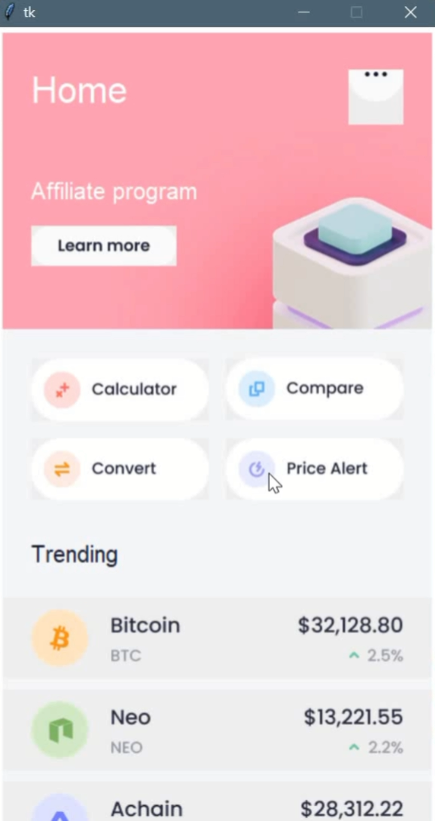 tk
Home
Affiliate program
Learn more
Calculator
Compare
Convert
Price Alert
Trending
Bitcoin $32,128.80
BTC 2.5%
Neo $13,221.55
NEO 2.2%
Achain $28,312.22